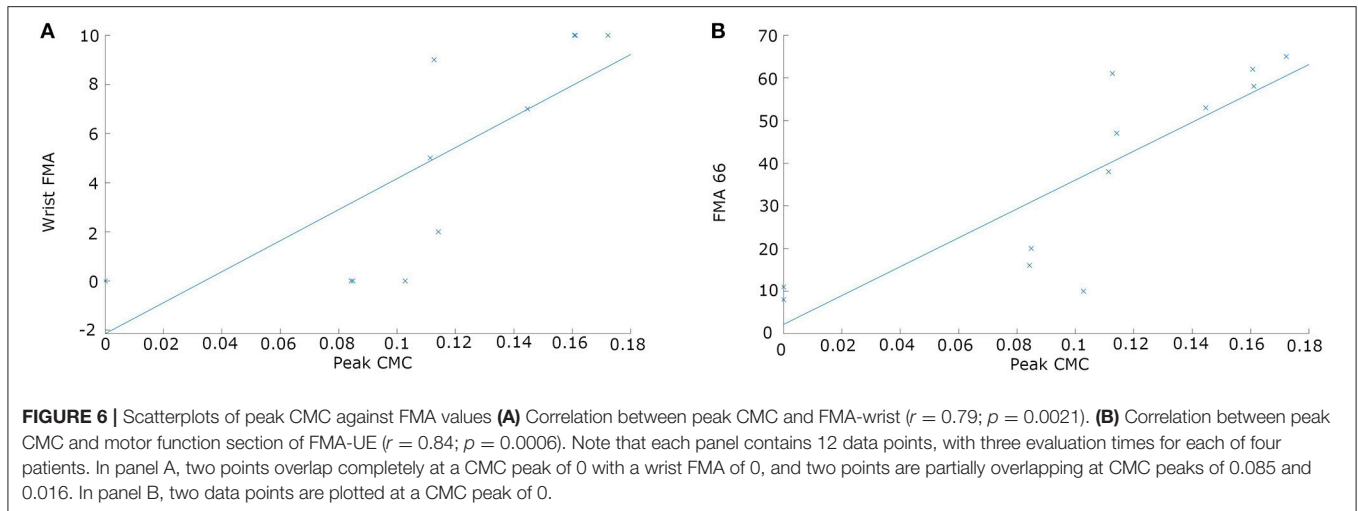 A
10
8
6
4
2
0
-2
Wrist FMA
0 0.02 0.04 0.06 0.08 0.1 0.12 0.14 0.16 0.18
Peak CMC
B
70
60
50
40
30
20
10
0
FMA 66
0 0.02 0.04 0.06 0.08 0.1 0.12 0.14 0.16 0.18
Peak CMC
FIGURE 6 | Scatterplots of peak CMC against FMA values (A) Correlation between peak CMC and FMA-wrist (r = 0.79; p = 0.0021). (B) Correlation between peak
CMC and motor function section of FMA-UE (r = 0.84; p = 0.0006). Note that each panel contains 12 data points, with three evaluation times for each of four
patients. In panel A, two points overlap completely at a CMC peak of 0 with a wrist FMA of 0, and two points are partially overlapping at CMC peaks of 0.085 and
0.016. In panel B, two data points are plotted at a CMC peak of 0.